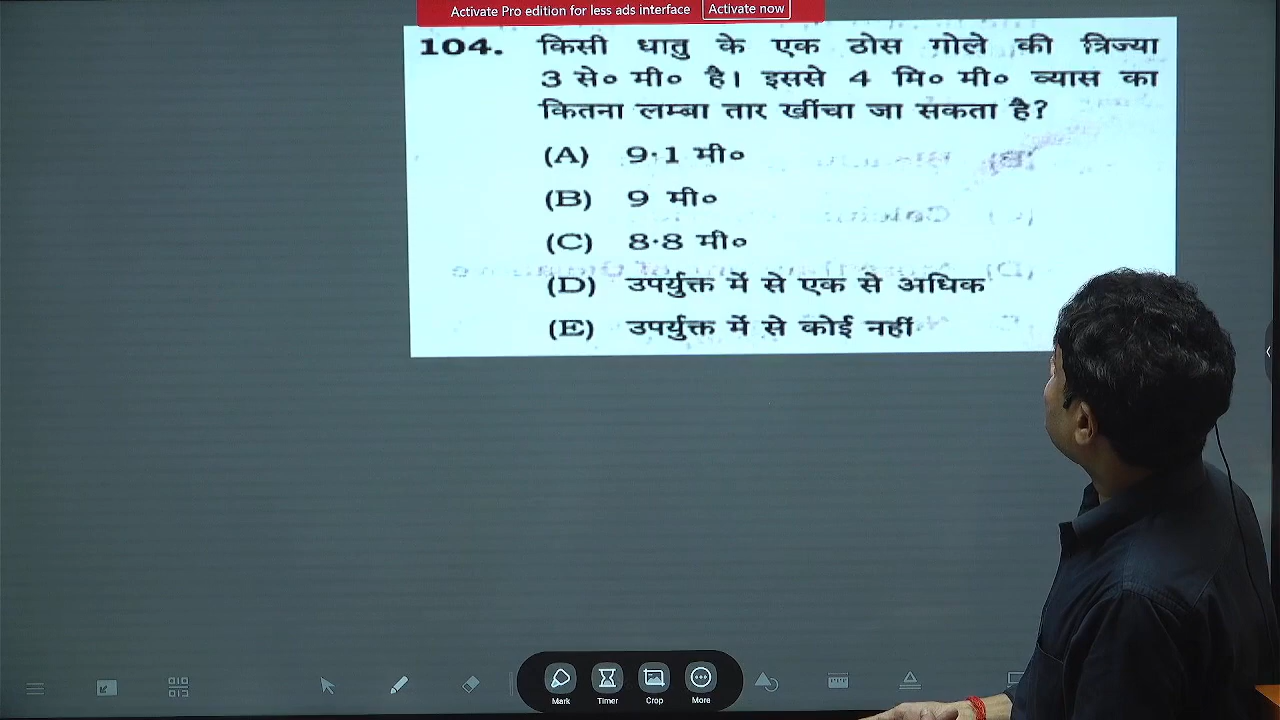 Activate Pro edition for less ads interface Activate now
104. किसी धातु के एक ठोस गोले की त्रिज्या
3 से० मी० है। इससे 4 मि० मी० व्यास का
कितना लम्बा तार खींचा जा सकता है?
(A) 9·1 मी०
(B) 9 मी०
(C) 8·8 मी०
(D) उपर्युक्त में से एक से अधिक
(E) उपर्युक्त में से कोई नहीं
Mark Timer Crop More